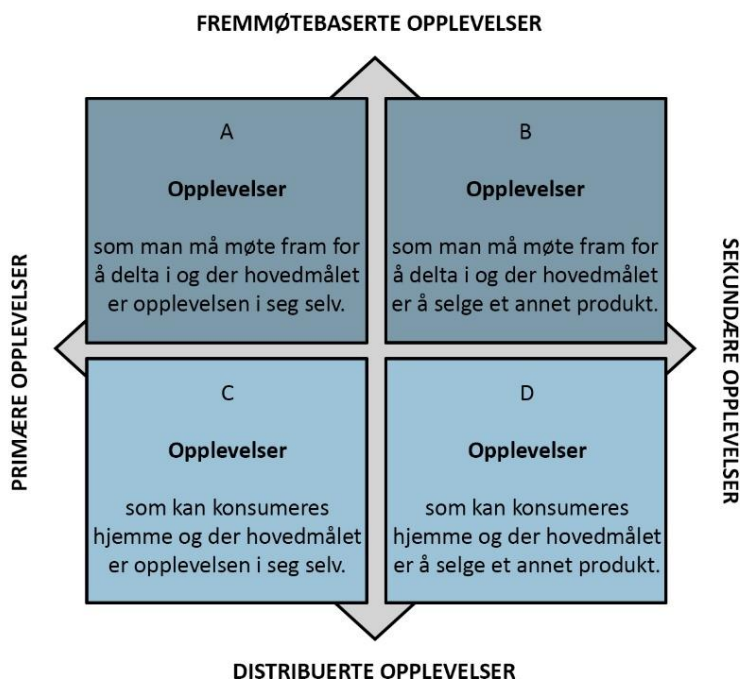 FREMMØTEBASERTE OPPLEVELSER
A
Opplevelser
som man må møte fram for
å delta i og der hovedmålet
er opplevelsen i seg selv.
B
Opplevelser
som man må møte fram for
å delta i og der hovedmålet
er å selge et annet produkt.
PRIMÆRE OPPLEVELSER
SEKUNDÆRE OPPLEVELSER
C
Opplevelser
som kan konsumeres
hjemme og der hovedmålet
er opplevelsen i seg selv.
D
Opplevelser
som kan konsumeres
hjemme og der hovedmålet
er å selge et annet produkt.
DISTRIBUERTE OPPLEVELSER